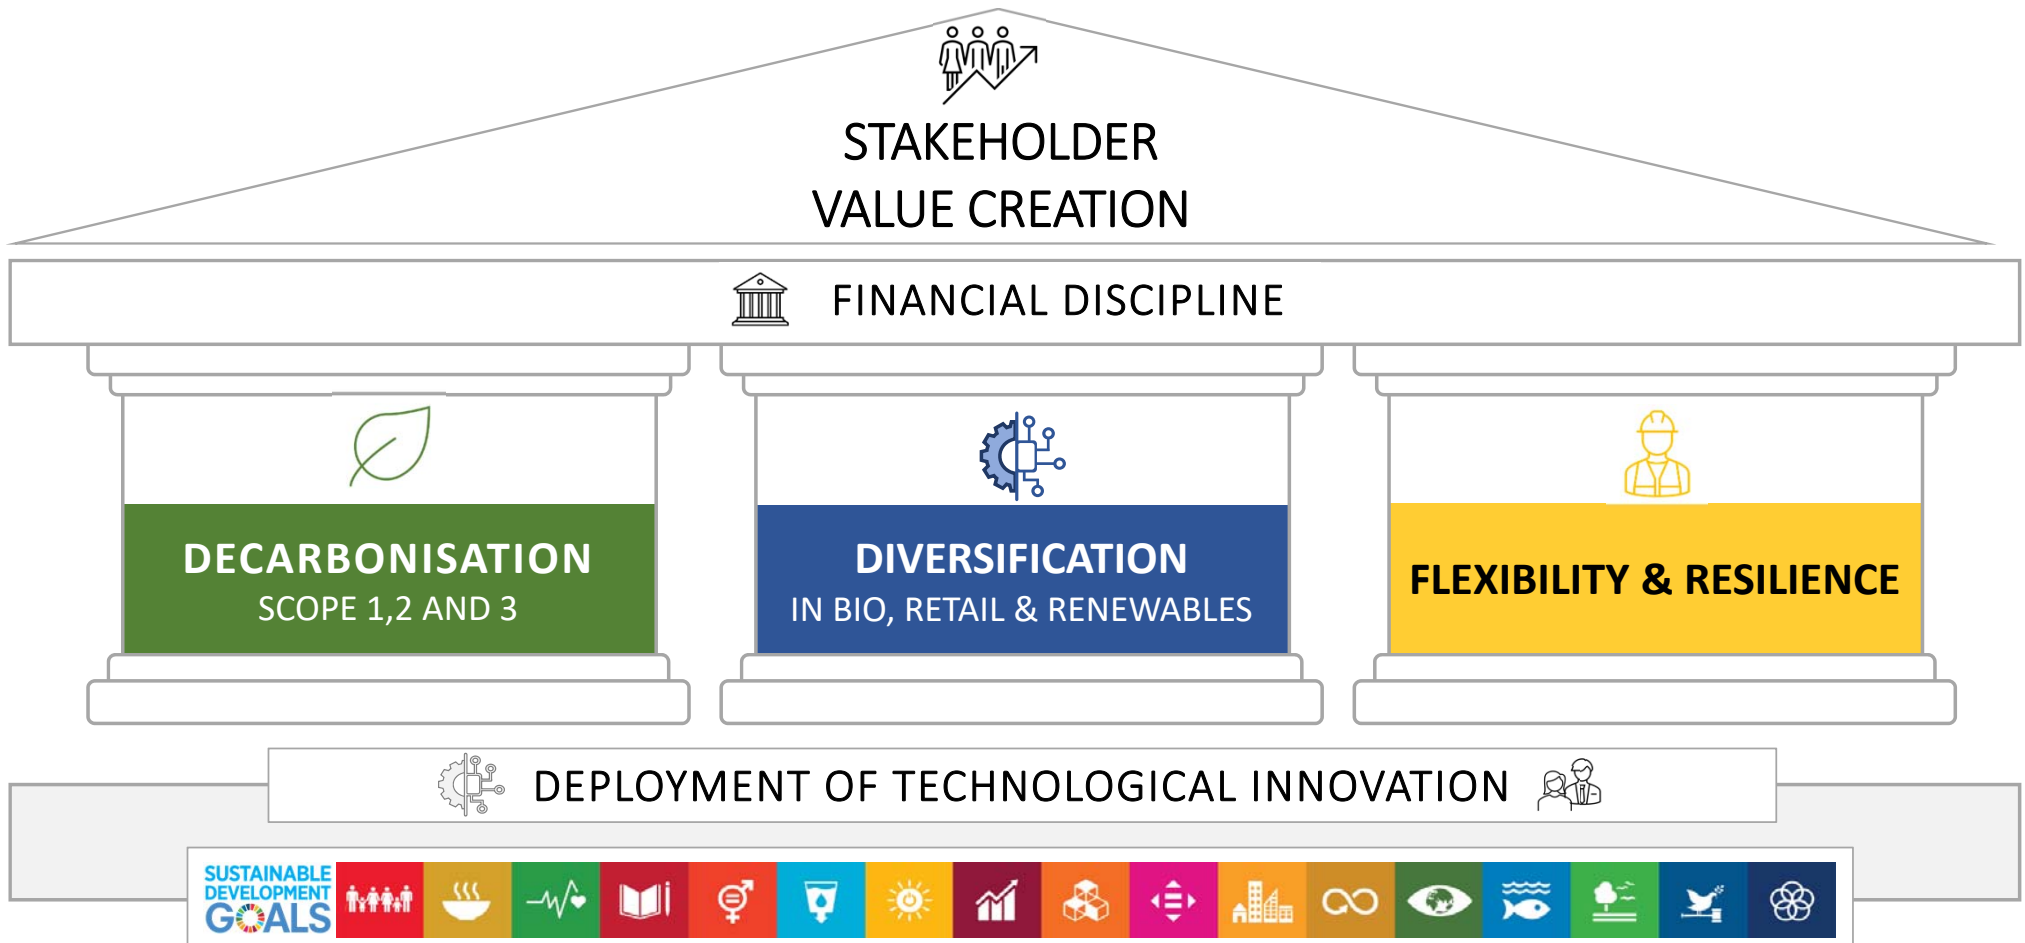 STAKEHOLDER
VALUE CREATION
FINANCIAL DISCIPLINE
DECARBONISATION
SCOPE 1,2 AND 3
DIVERSIFICATION
IN BIO, RETAIL & RENEWABLES
FLEXIBILITY & RESILIENCE
DEPLOYMENT OF TECHNOLOGICAL INNOVATION
SUSTAINABLE
DEVELOPMENT
GOALS